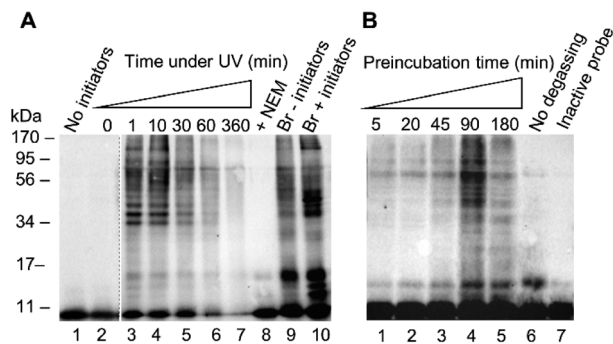 A
No initiators
Time under UV (min)
+ NEM
Br - initiators
Br + initiators
0 1 10 30 60 360
kDa
170 –
95 –
56 –
34 –
17–
11 –
1 2 3 4 5 6 7 8 9 10
B
Preincubation time (min)
No degassing
Inactive probe
5 20 45 90 180
1 2 3 4 5 6 7